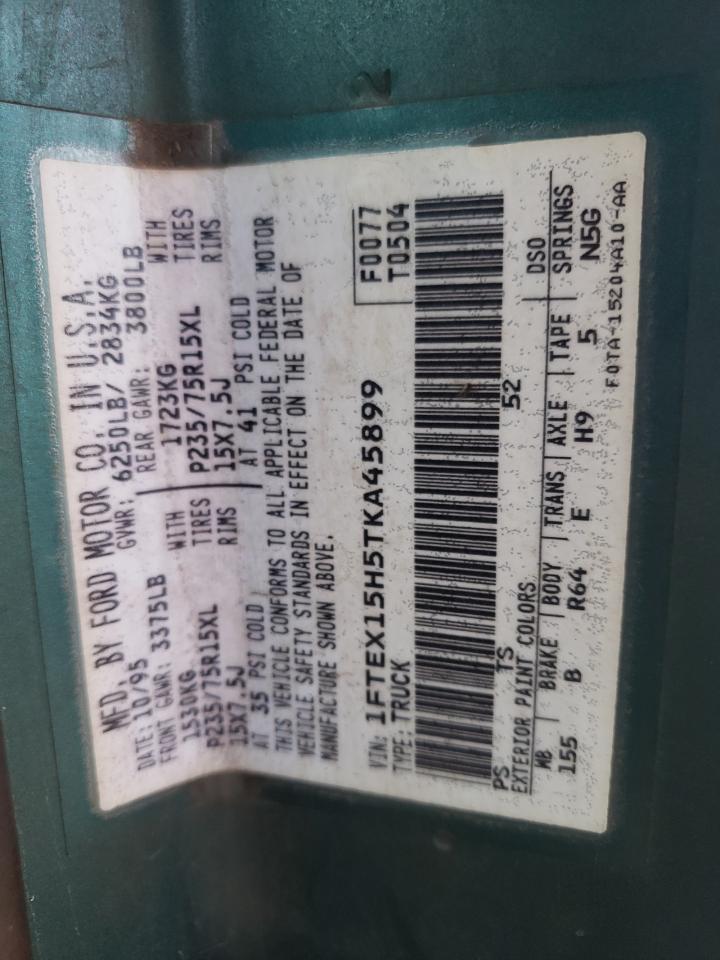 2
MFD. BY FORD MOTOR CO. IN U.S.A.
DATE: 10/95 GVWR: 6250LB/ 2834KG
FRONT GAWR: 3375LB REAR GAWR: 3800LB
1530KG WITH 1723KG WITH
P235/75R15XL TIRES P235/75R15XL TIRES
15X7.5J RIMS 15X7.5J RIMS
AT 35 PSI COLD AT 41 PSI COLD
THIS VEHICLE CONFORMS TO ALL APPLICABLE FEDERAL MOTOR
VEHICLE SAFETY STANDARDS IN EFFECT ON THE DATE OF
MANUFACTURE SHOWN ABOVE.
VIN: 1FTEX15H5TKA45899 F0077
TYPE: TRUCK T0504
PS TS 52
EXTERIOR PAINT COLORS DSO
WB BRAKE BODY TRANS AXLE TAPE SPRINGS
155 B R64 E H9 5 N5G
F0TA-15204A10-AA